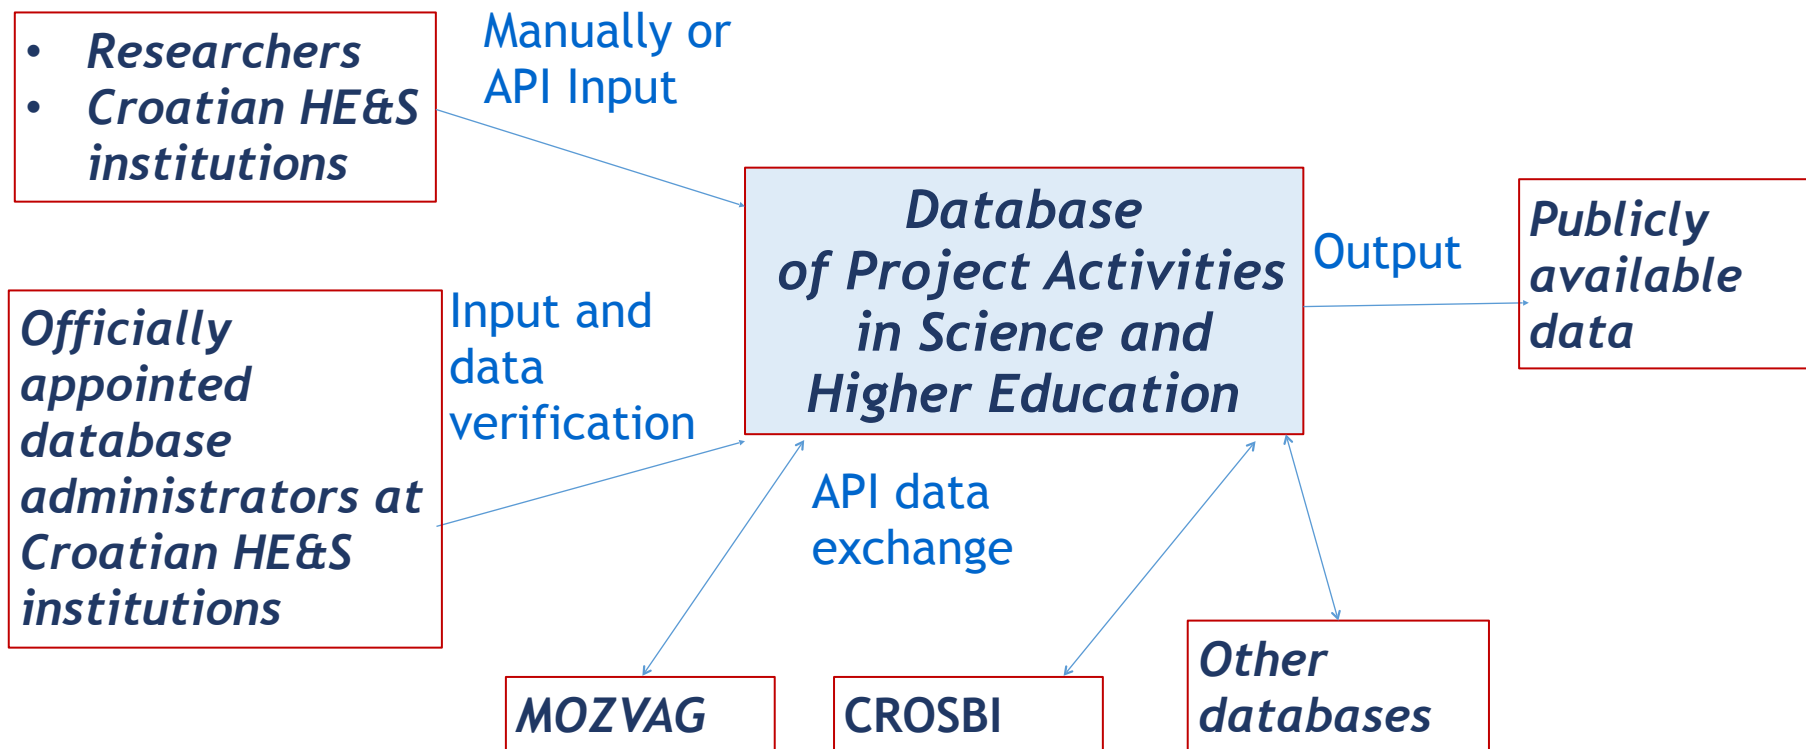 • Researchers
• Croatian HE&S
institutions
Manually or
API Input
Database
of Project Activities
in Science and
Higher Education
Output
Publicly
available
data
Officially
appointed
database
administrators at
Croatian HE&S
institutions
Input and
data
verification
API data
exchange
MOZVAG
CROSBI
Other
databases